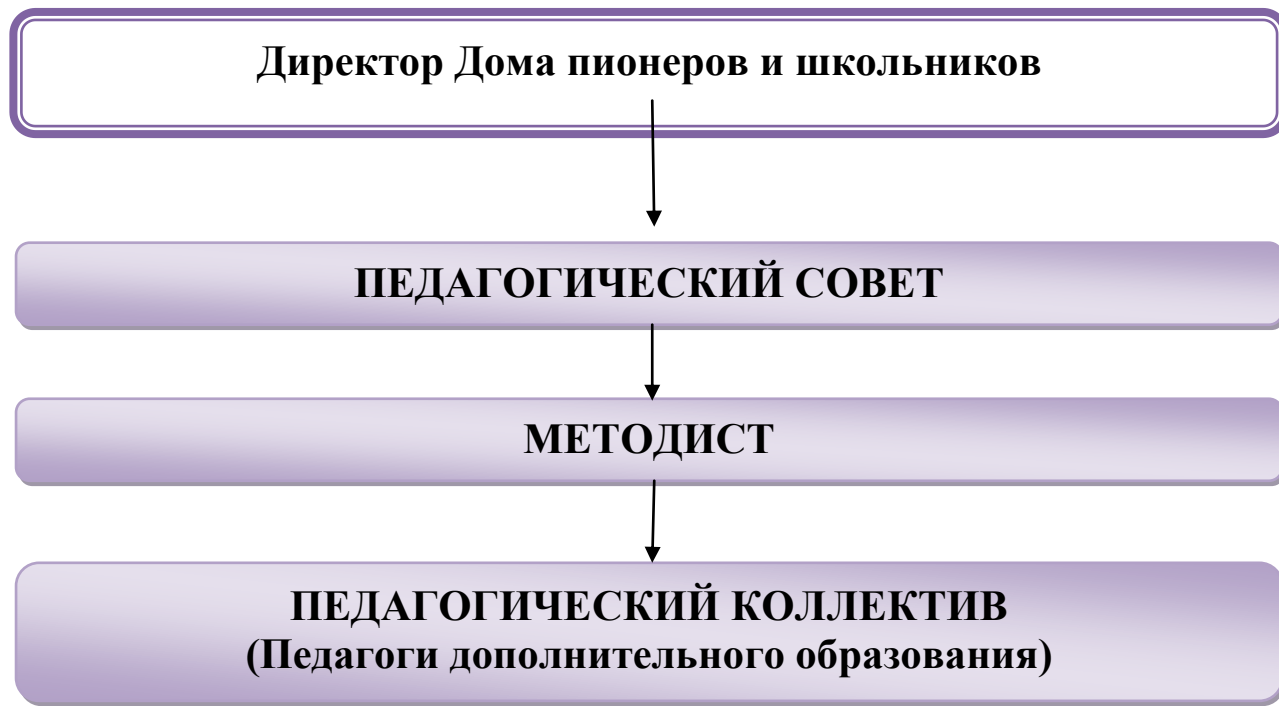 Директор Дома пионеров и школьников
ПЕДАГОГИЧЕСКИЙ СОВЕТ
МЕТОДИСТ
ПЕДАГОГИЧЕСКИЙ КОЛЛЕКТИВ
(Педагоги дополнительного образования)